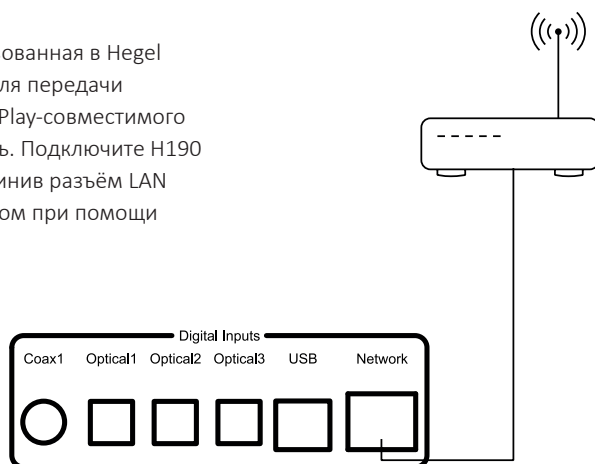 ованная в Hegel
ля передачи
Play-совместимого
ь. Подключите H190
инив разъём LAN
ом при помощи
Digital Inputs
Coax1 Optical1 Optical2 Optical3 USB Network